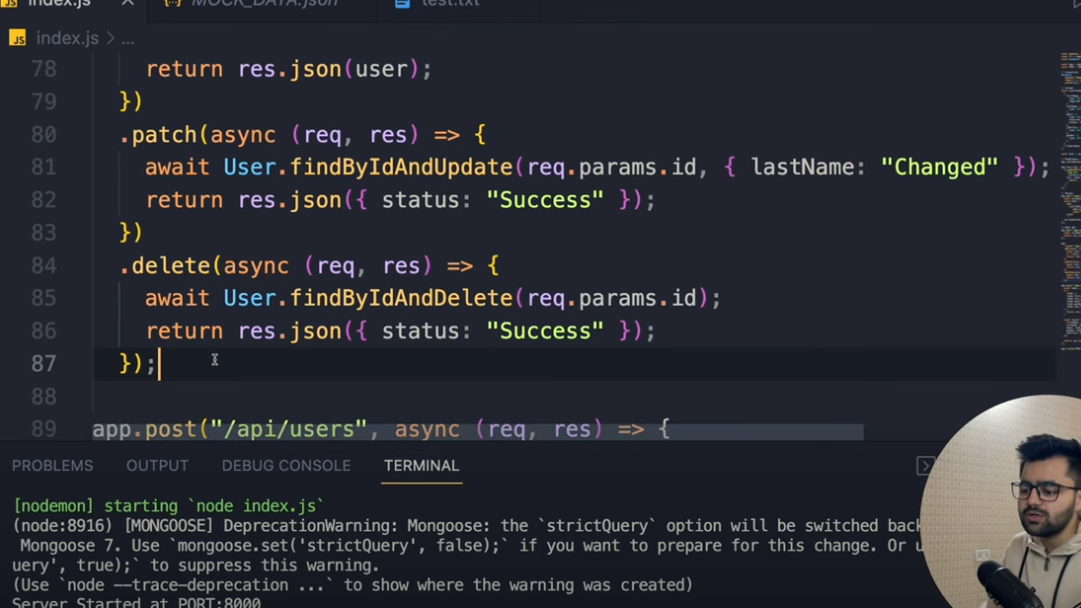 index.js
MOCK_DATA.json
test.txt
JS index.js > ...
78 return res.json(user);
79 })
80 .patch(async (req, res) => {
81 await User.findByIdAndUpdate(req.params.id, { lastName: "Changed" });
82 return res.json({ status: "Success" });
83 })
84 .delete(async (req, res) => {
85 await User.findByIdAndDelete(req.params.id);
86 return res.json({ status: "Success" });
87 });
88
89 app.post("/api/users", async (req, res) => {
PROBLEMS OUTPUT DEBUG CONSOLE TERMINAL
[nodemon] starting `node index.js`
(node:8916) [MONGOOSE] DeprecationWarning: Mongoose: the `strictQuery` option will be switched back
Mongoose 7. Use `mongoose.set('strictQuery', false);` if you want to prepare for this change. Or u
uery', true);` to suppress this warning.
(Use `node --trace-deprecation ...` to show where the warning was created)
Server Started at PORT:8000